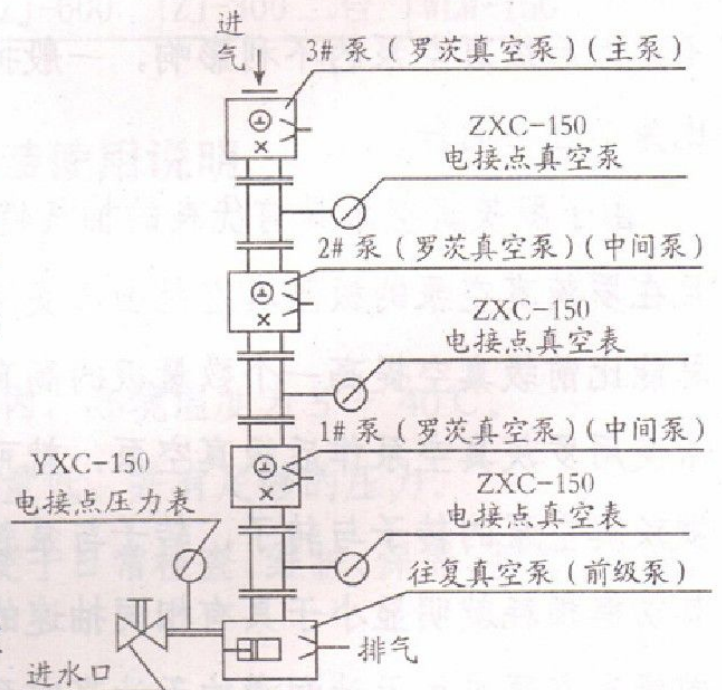 进
气
3# 泵（罗茨真空泵）(主泵)
ZXC-150
电接点真空泵
2# 泵（罗茨真空泵）(中间泵)
ZXC-150
电接点真空表
1# 泵（罗茨真空泵）(中间泵)
YXC-150
电接点压力表
ZXC-150
电接点真空表
往复真空泵（前级泵）
排气
进水口